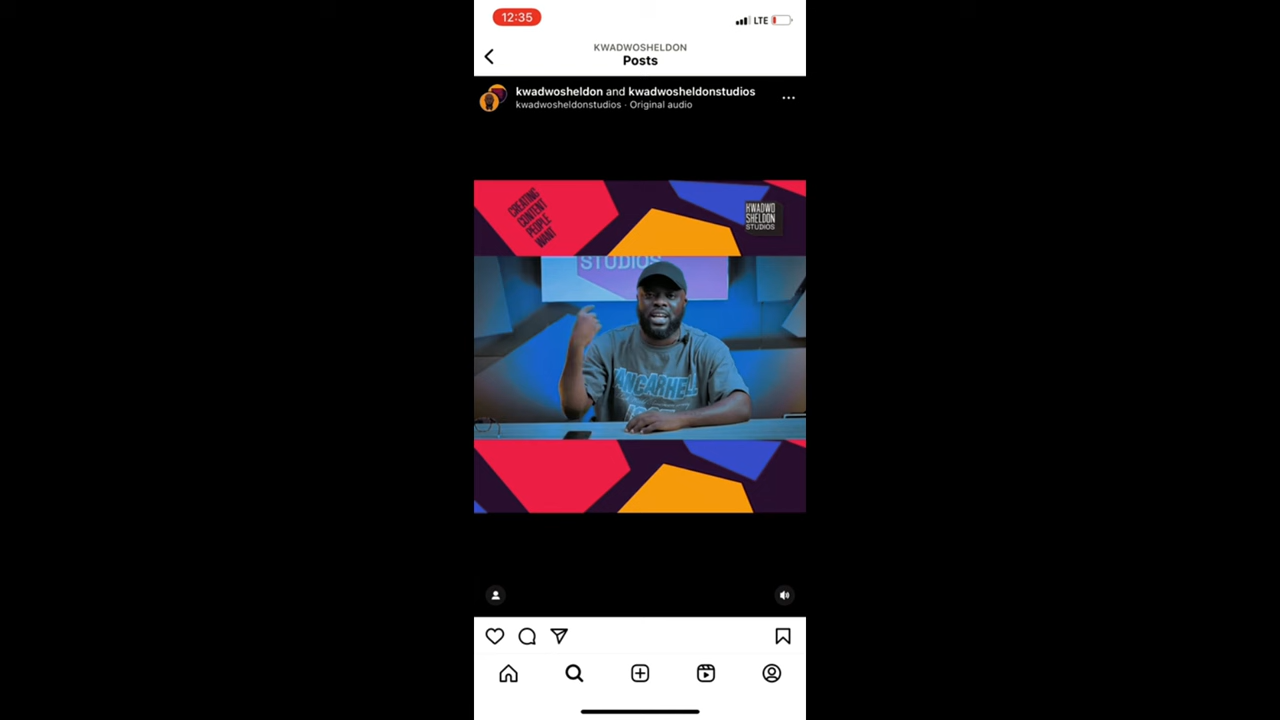 12:35
LTE
KWADWOSHELDON
Posts
kwadwosheldon and kwadwosheldonstudios
kwadwosheldonstudios · Original audio
CREATING
CONTENT
PEOPLE
WANT
KWADWO
SHELDON
STUDIOS
STUDIOS